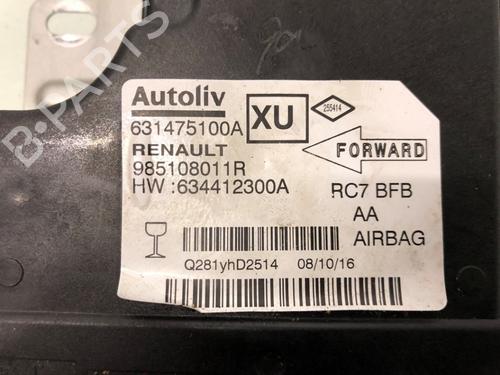 Autoliv
XU
255414
631475100A
RENAULT
FORWARD
985108011R
HW :634412300A
RC7 BFB
AA
AIRBAG
Q281yhD2514
08/10/16
B-PARTS